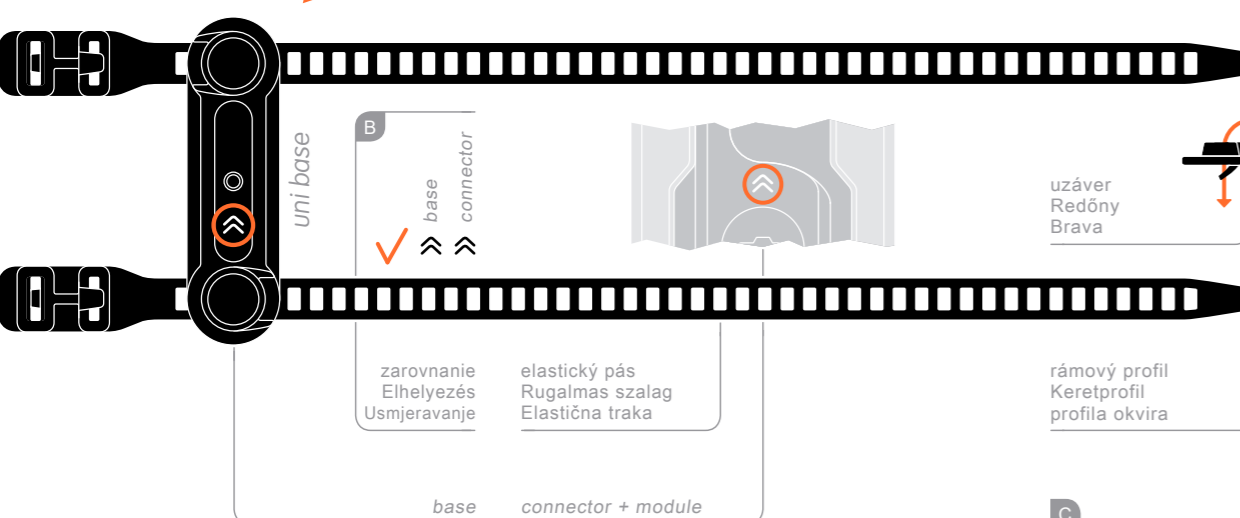 uni base
B
base
connector
uzáver
Redőny
Brava
zarovnanie
Elhelyezés
Usmjeravanje
elastický pás
Rugalmas szalag
Elastična traka
rámový profil
Keretprofil
profila okvira
base
connector + module
C